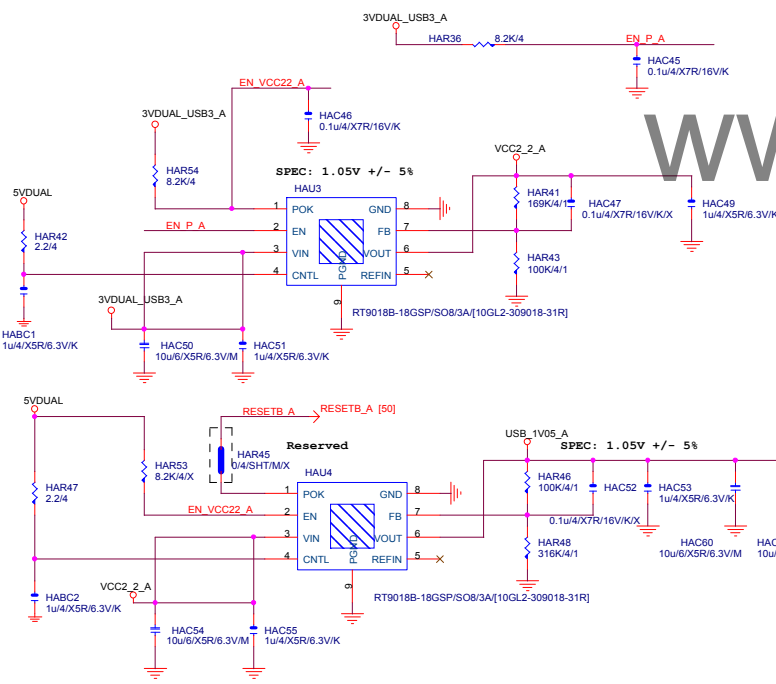 3VDUAL_USB3_A
HAR36 8.2K/4 EN_P_A
HAC45
0.1u/4/X7R/16V/K
EN_VCC22_A
HAC46
0.1u/4/X7R/16V/K
3VDUAL_USB3_A
HAR54
8.2K/4
SPEC: 1.05V +/- 5%
HAU3
VCC2_2_A
5VDUAL
HAR42
2.2/4
EN_P_A
1 POK GND 8
2 EN FB 7
3 VIN VOUT 6
4 CNTL REFIN 5
PGND
9
HAR41
169K/4/1
HAC47
0.1u/4/X7R/16V/K/X
HAC49
1u/4/X5R/6.3V/K
HAR43
100K/4/1
3VDUAL_USB3_A
RT9018B-18GSP/SO8/3A/[10GL2-309018-31R]
HABC1
1u/4/X5R/6.3V/K
HAC50
10u/6/X5R/6.3V/M
HAC51
1u/4/X5R/6.3V/K
5VDUAL
RESETB_A RESETB_A [50]
HAR45
0/4/SHT/M/X
Reserved
HAU4
USB_1V05_A
SPEC: 1.05V +/- 5%
HAR53
8.2K/4/X
HAR47
2.2/4
EN_VCC22_A
1 POK GND 8
2 EN FB 7
3 VIN VOUT 6
4 CNTL REFIN 5
PGND
9
HAR46
100K/4/1
HAC52
0.1u/4/X7R/16V/K/X
HAC53
1u/4/X5R/6.3V/K
HAR48
316K/4/1
HAC60
10u/6/X5R/6.3V/M
VCC2_2_A
HABC2
1u/4/X5R/6.3V/K
RT9018B-18GSP/SO8/3A/[10GL2-309018-31R]
HAC54
10u/6/X5R/6.3V/M
HAC55
1u/4/X5R/6.3V/K